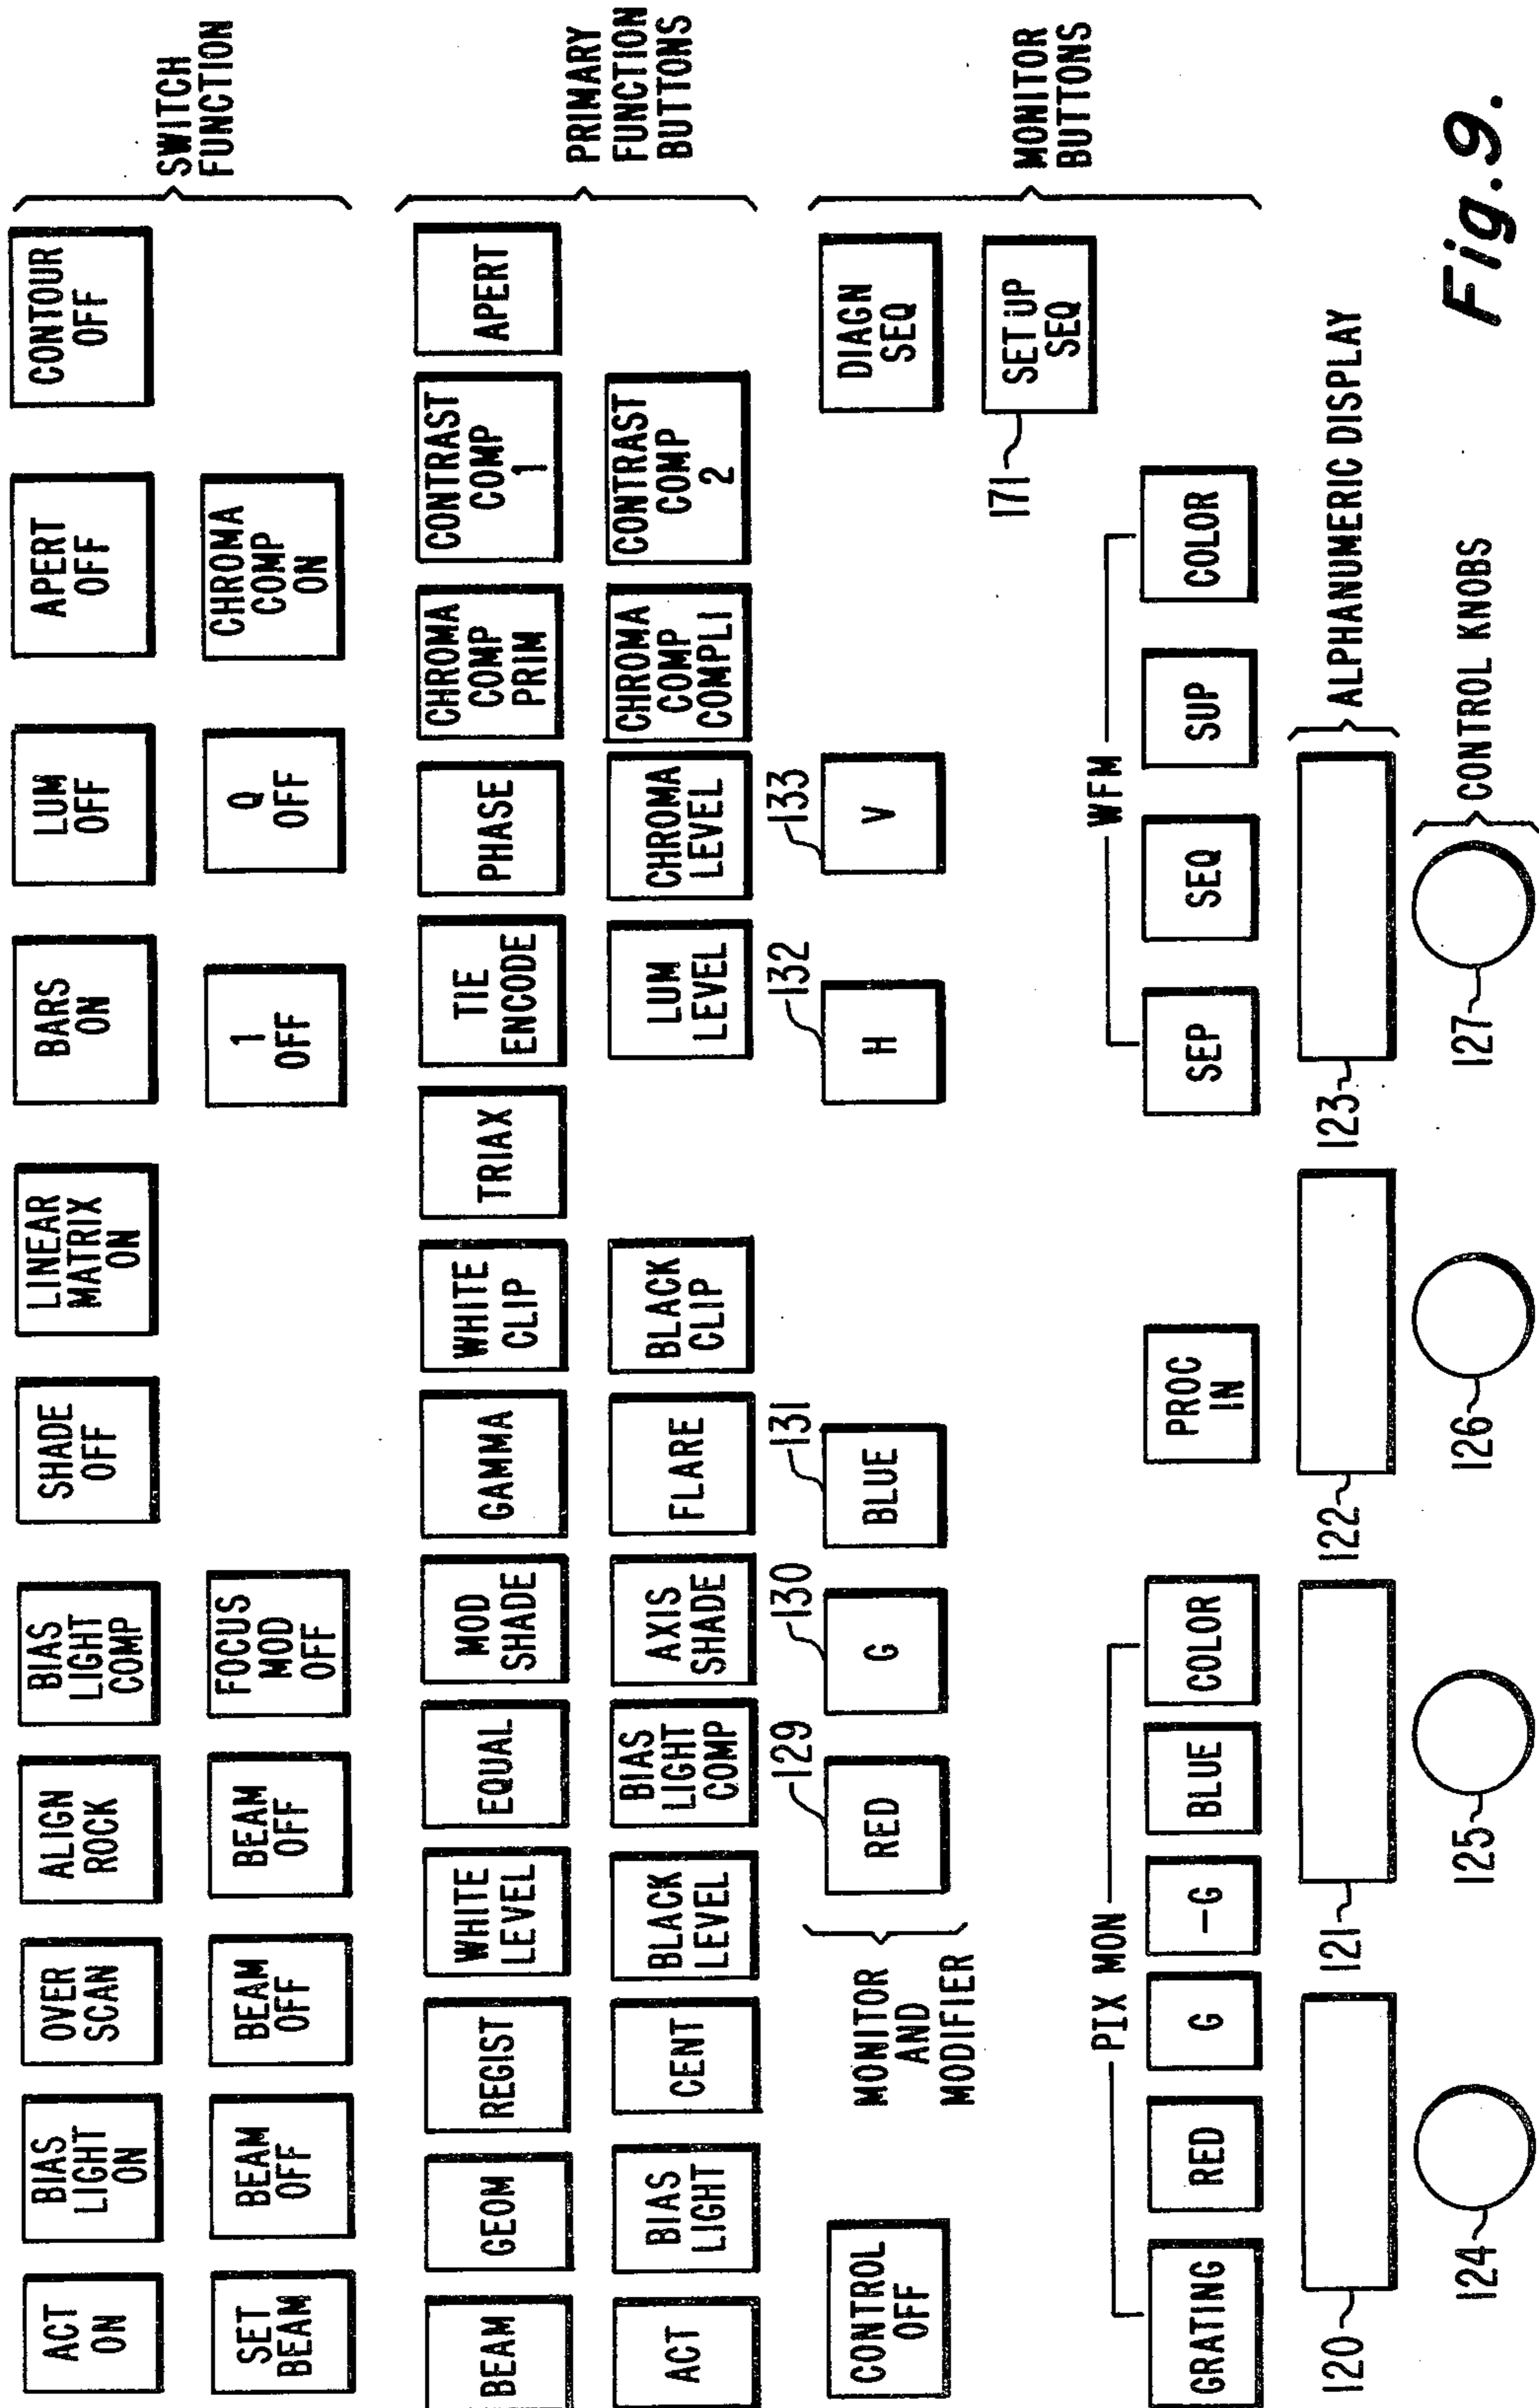 ACT
ON
BIAS
LIGHT
ON
OVER
SCAN
ALIGN
ROCK
BIAS
LIGHT
COMP
SHADE
OFF
LINEAR
MATRIX
ON
BARS
ON
LUM
OFF
APERT
OFF
CONTOUR
OFF
SWITCH
FUNCTION
SET
BEAM
BEAM
OFF
BEAM
OFF
BEAM
OFF
FOCUS
MOD
OFF
1
OFF
Q
OFF
CHROMA
COMP
ON
BEAM
GEOM
REGIST
WHITE
LEVEL
EQUAL
MOD
SHADE
GAMMA
WHITE
CLIP
TRIAX
TIE
ENCODE
PHASE
CHROMA
COMP
PRIM
CONTRAST
COMP
1
APERT
PRIMARY
FUNCTION
BUTTONS
ACT
BIAS
LIGHT
CENT
BLACK
LEVEL
BIAS
LIGHT
COMP
AXIS
SHADE
FLARE
BLACK
CLIP
LUM
LEVEL
CHROMA
LEVEL
CHROMA
COMP
COMPLI
CONTRAST
COMP
2
129
130
131
132
133
CONTROL
OFF
MONITOR
AND
MODIFIER
RED
G
BLUE
H
V
DIAGN
SEQ
MONITOR
BUTTONS
171
SET UP
SEQ
PIX MON
WFM
GRATING
RED
G
-G
BLUE
COLOR
PROC
IN
SEP
SEQ
SUP
COLOR
120
121
122
123
ALPHANUMERIC DISPLAY
124
125
126
127
CONTROL KNOBS
Fig.9.